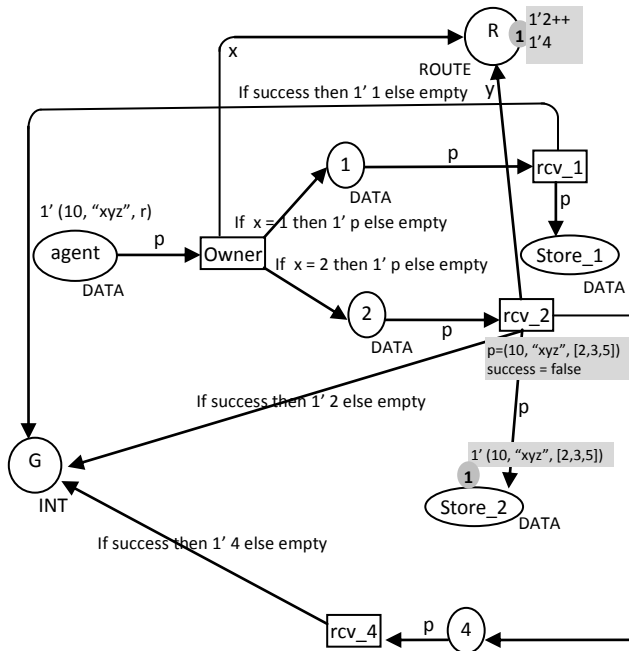 R
1
1’2++
1’4
x
ROUTE
y
If success then 1’ 1 else empty
1
p
rcv_1
DATA
p
1’ (10, “xyz”, r)
If x = 1 then 1’ p else empty
agent
p
Owner
Store_1
If x = 2 then 1’ p else empty
DATA
DATA
2
p
rcv_2
DATA
p=(10, “xyz”, [2,3,5])
success = false
If success then 1’ 2 else empty
p
G
1’ (10, “xyz”, [2,3,5])
1
INT
Store_2
DATA
If success then 1’ 4 else empty
rcv_4
p
4